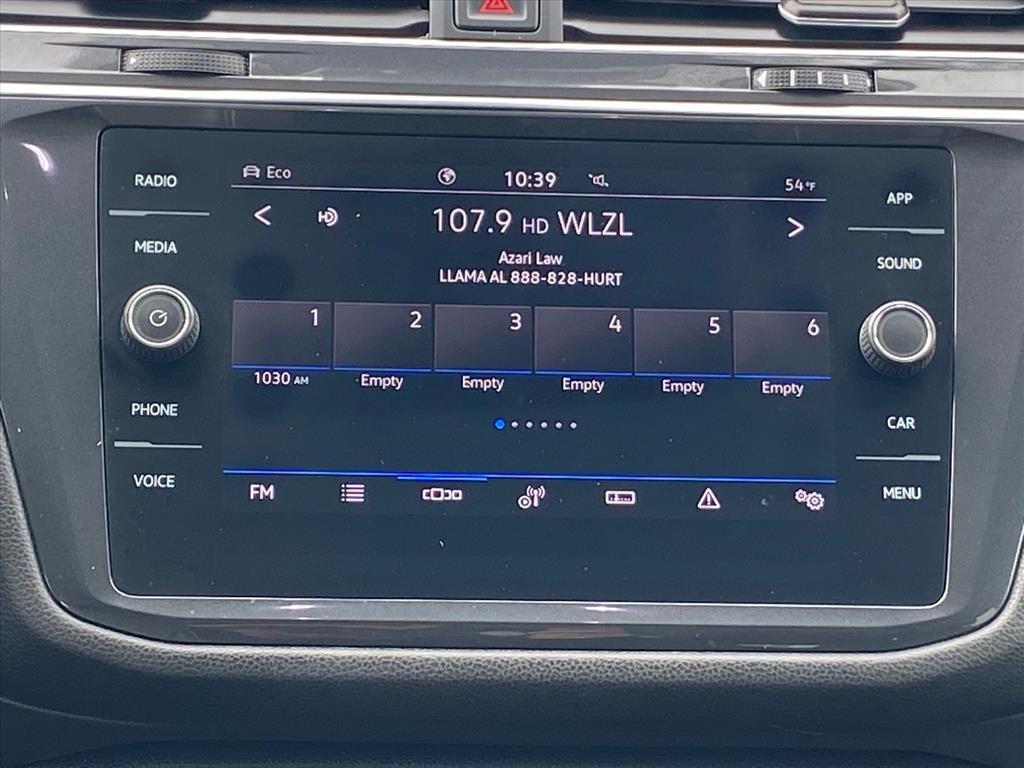 Eco 10:39 54°F
RADIO
MEDIA
PHONE
VOICE
HD
107.9 HD WLZL
Azari Law
LLAMA AL 888-828-HURT
1 2 3 4 5 6
1030 AM Empty Empty Empty Empty Empty
FM
APP
SOUND
CAR
MENU